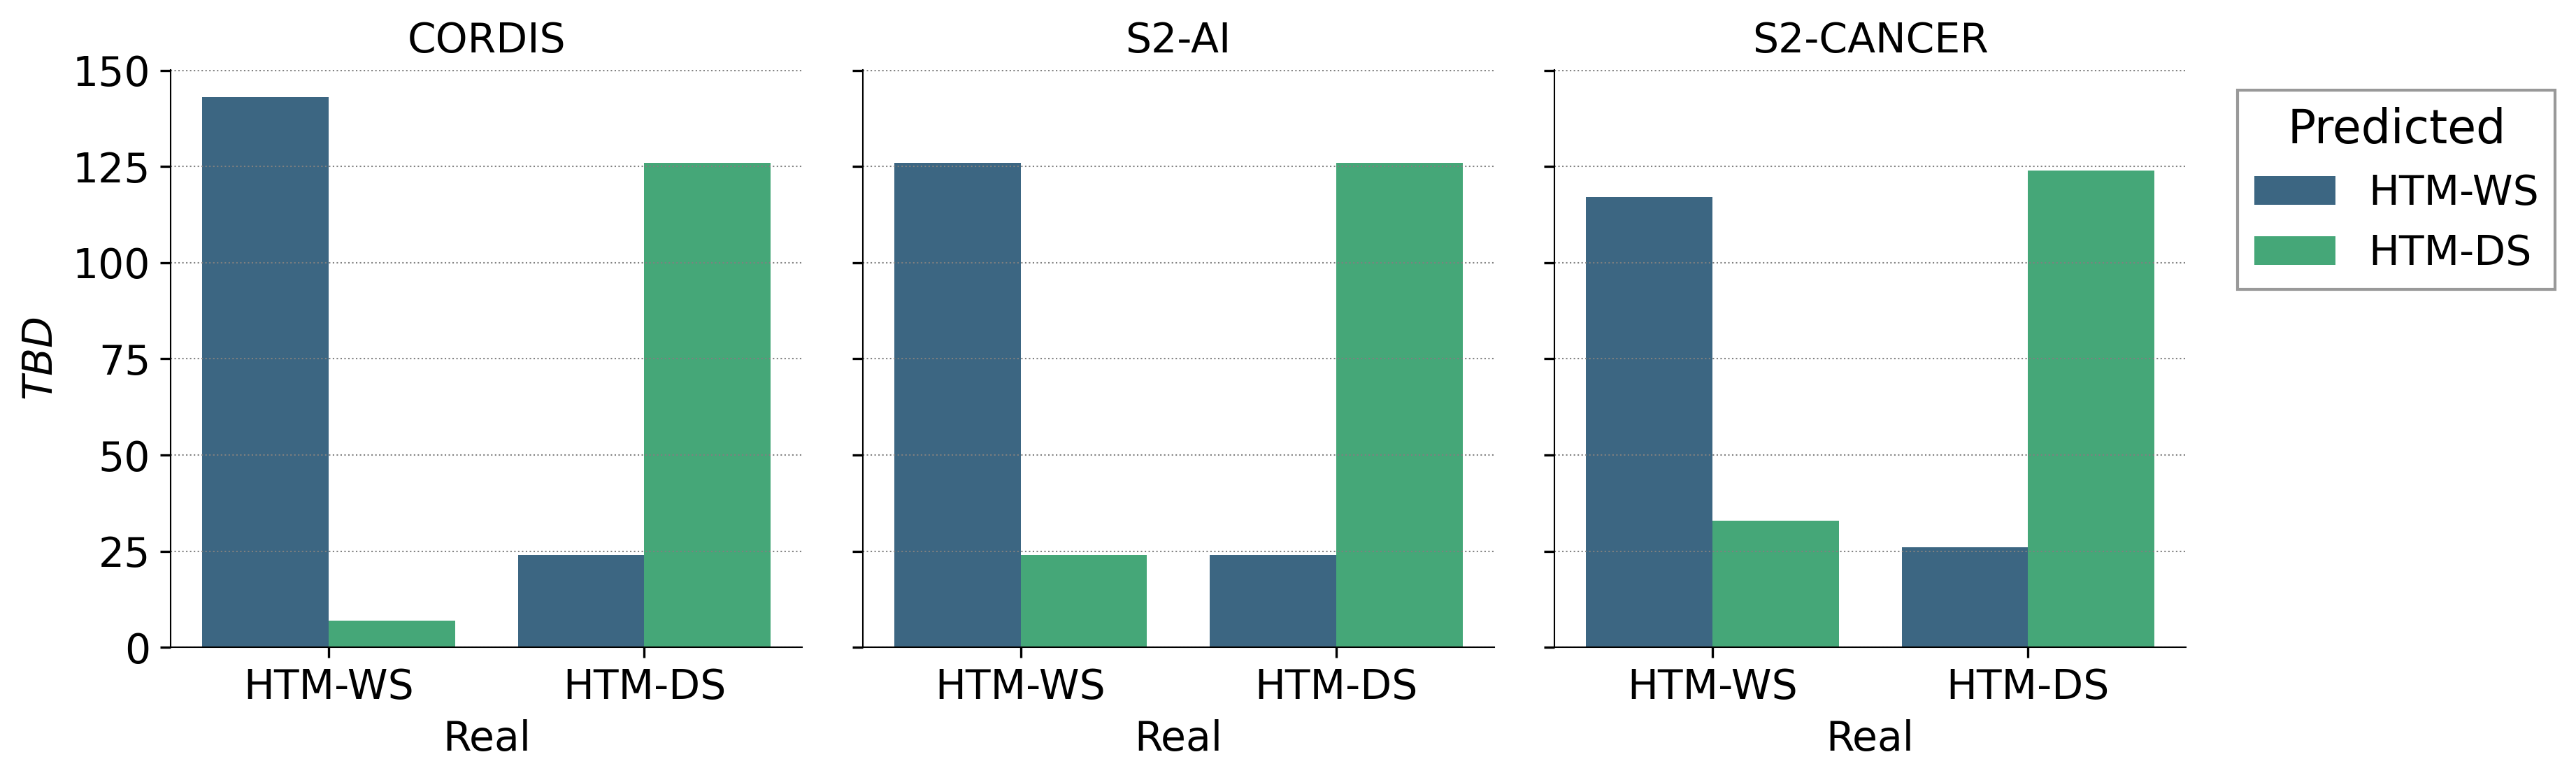 CORDIS
S2-AI
S2-CANCER
150
125
100
75
50
25
0
TBD
HTM-WS HTM-DS
Real
HTM-WS HTM-DS
Real
HTM-WS HTM-DS
Real
Predicted
HTM-WS
HTM-DS